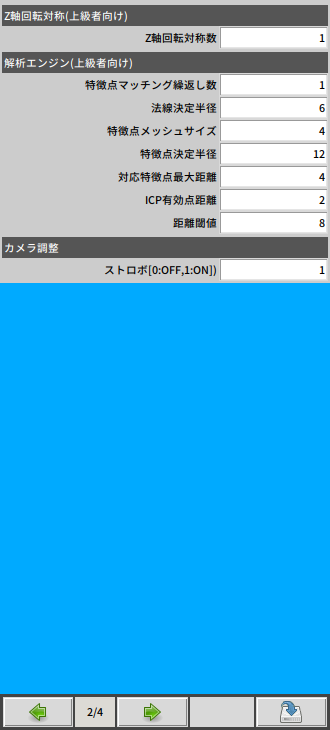 Z軸回転対称(上級者向け)
Z軸回転対称数 1
解析エンジン(上級者向け)
特徴点マッチング繰返し数 1
法線決定半径 6
特徴点メッシュサイズ 4
特徴点決定半径 12
対応特徴点最大距離 4
ICP有効点距離 2
距離閾値 8
カメラ調整
ストロボ[0:OFF,1:ON]) 1
2/4